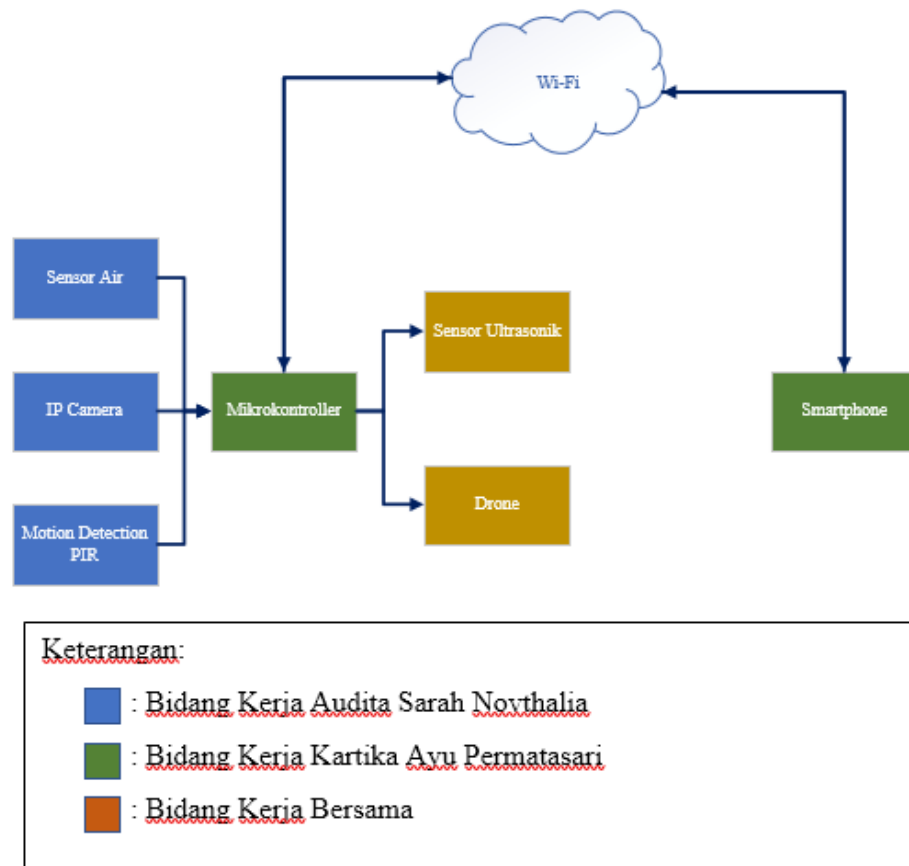 Wi-Fi
Sensor Air
Sensor Ultrasonik
IP Camera
Mikrokontroller
Smartphone
Motion Detection
PIR
Drone
Keterangan:
: Bidang Kerja Audita Sarah Novthalia
: Bidang Kerja Kartika Ayu Permatasari
: Bidang Kerja Bersama